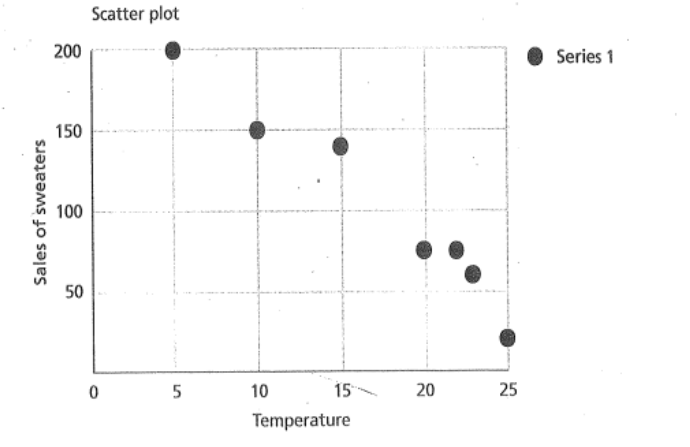 Scatter plot
200
150
100
50
Sales of sweaters
Series 1
0 5 10 15 20 25
Temperature